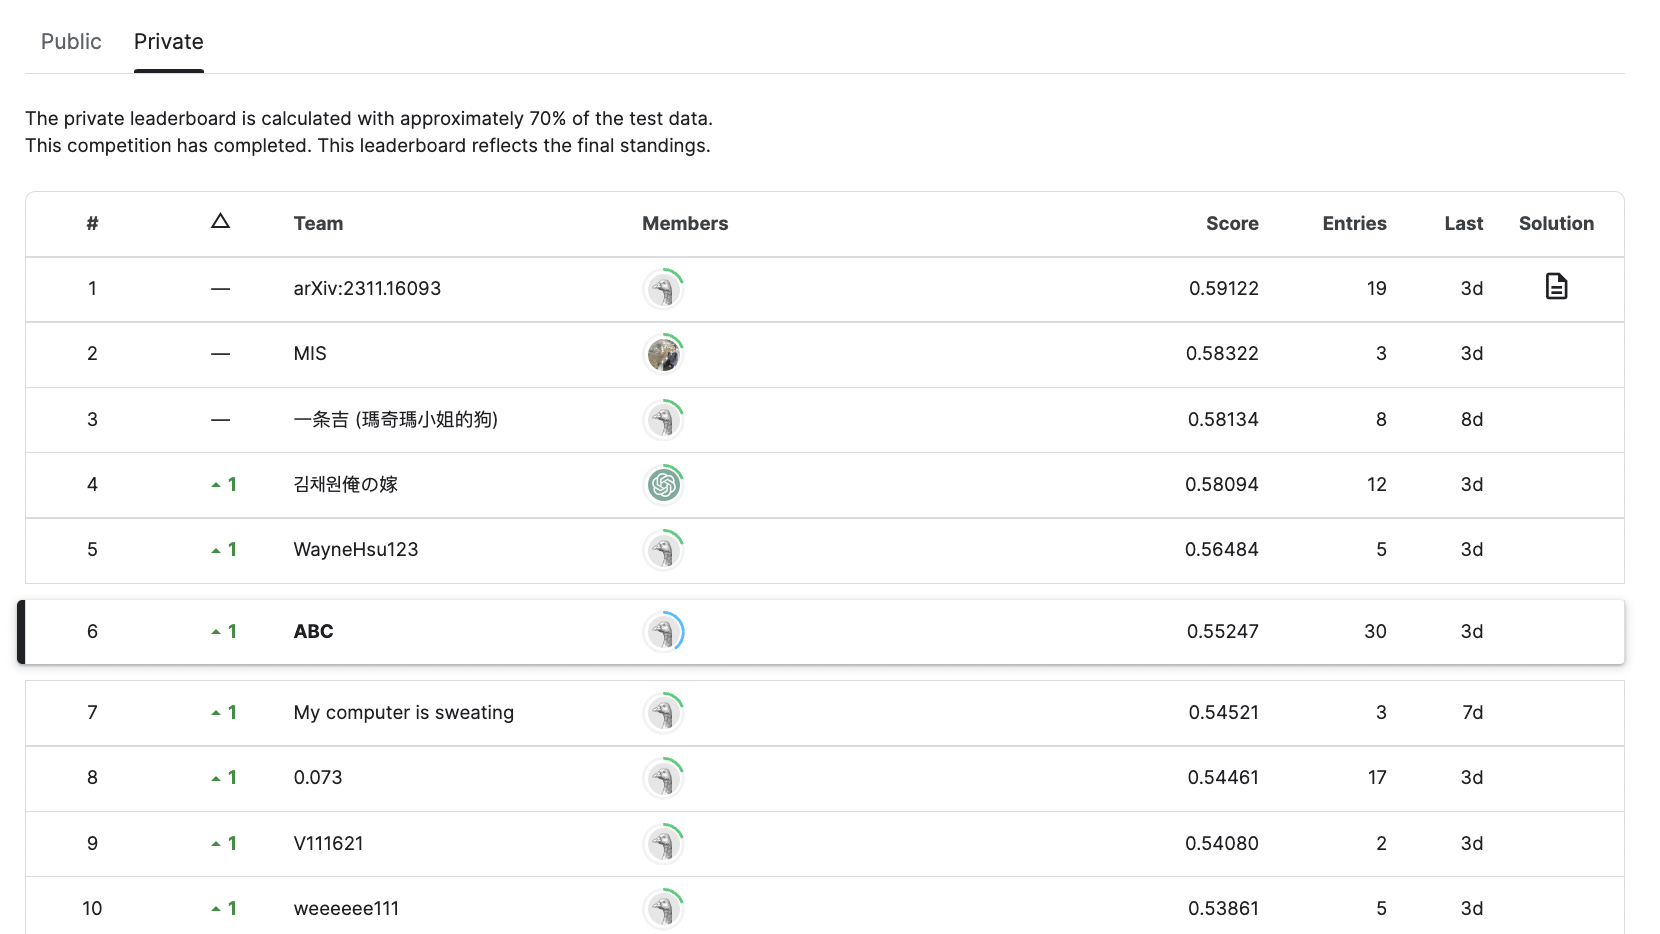 Public Private
The private leaderboard is calculated with approximately 70% of the test data.
This competition has completed. This leaderboard reflects the final standings.
# △ Team Members Score Entries Last Solution
1 — arXiv:2311.16093 0.59122 19 3d
2 — MIS 0.58322 3 3d
3 — 一条吉 (瑪奇瑪小姐的狗) 0.58134 8 8d
4 1 김채원俺の嫁 0.58094 12 3d
5 1 WayneHsu123 0.56484 5 3d
6 1 ABC 0.55247 30 3d
7 1 My computer is sweating 0.54521 3 7d
8 1 0.073 0.54461 17 3d
9 1 V111621 0.54080 2 3d
10 1 weeeeee111 0.53861 5 3d